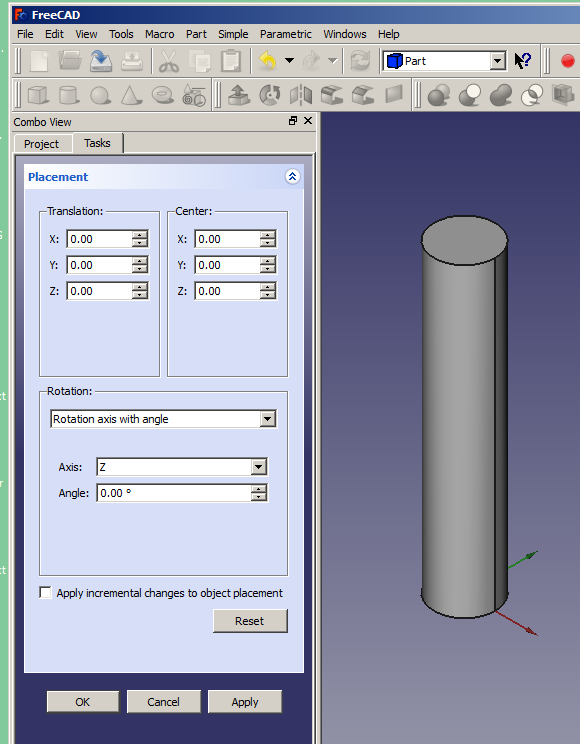 FreeCAD
File Edit View Tools Macro Part Simple Parametric Windows Help
Part
Combo View
Project Tasks
Placement
Translation: Center:
X: 0.00 X: 0.00
Y: 0.00 Y: 0.00
Z: 0.00 Z: 0.00
Rotation:
Rotation axis with angle
Axis: Z
Angle: 0.00 °
Apply incremental changes to object placement
Reset
OK Cancel Apply